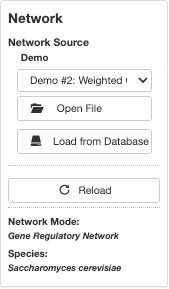 Network
Network Source
Demo
Demo #2: Weighted
Open File
Load from Database
Reload
Network Mode:
Gene Regulatory Network
Species:
Saccharomyces cerevisiae